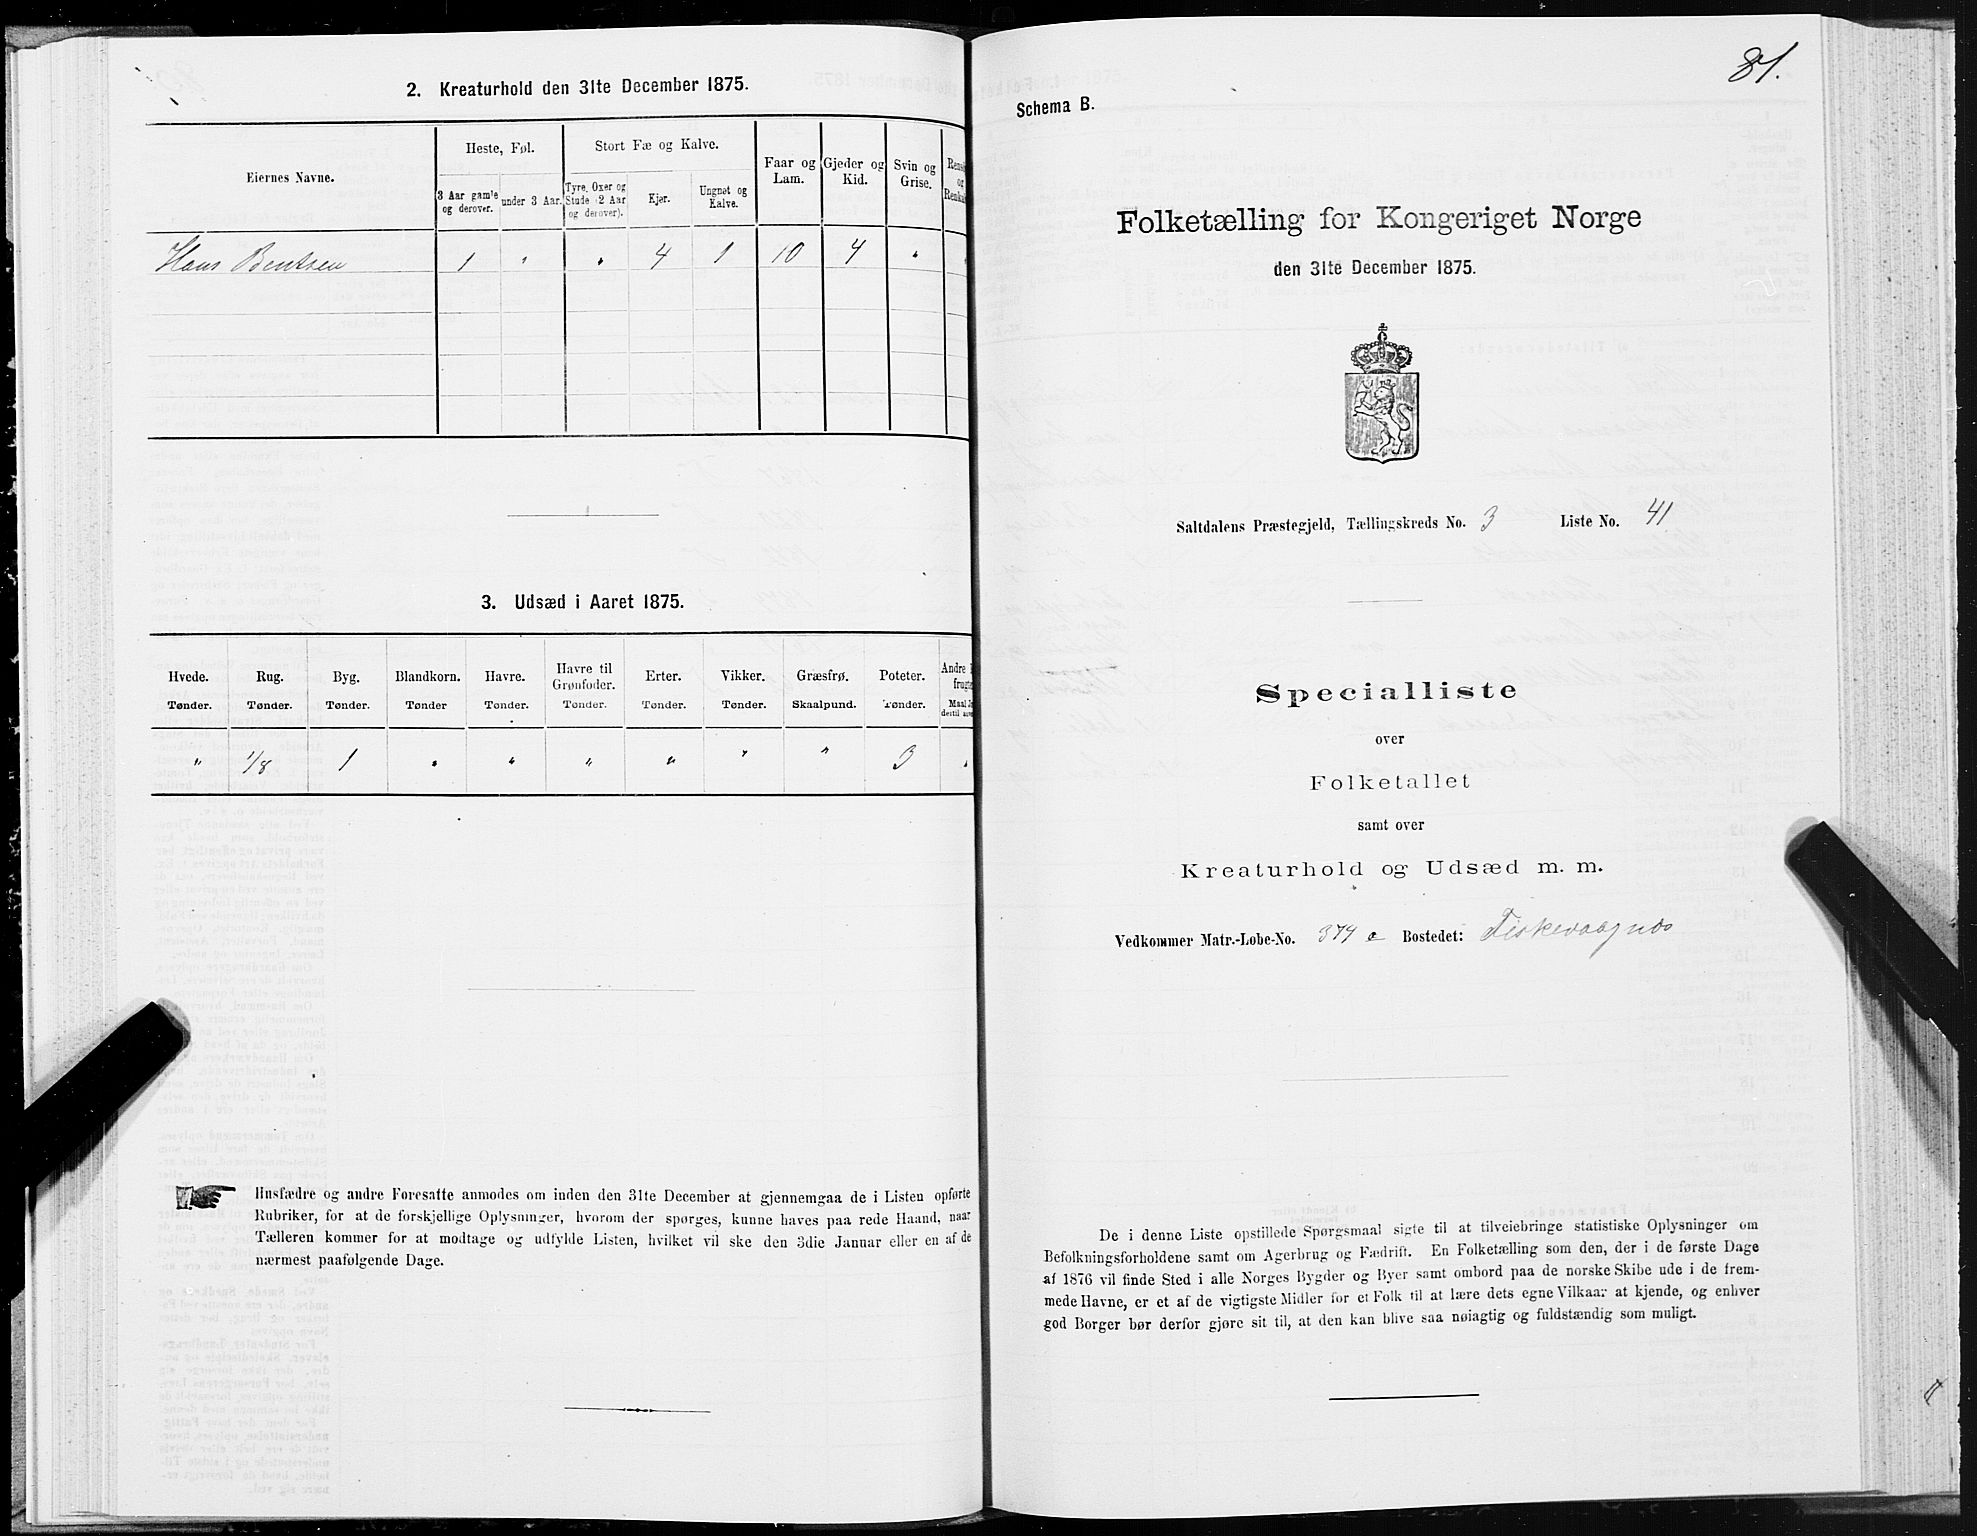 2. Kreaturhold den 31te December 1875.
Eiernes Navne.
Heste, Føl.
Stort Fæ og Kalve.
Faar og Lam.
Gjeder og Kid.
Svin og Grise.
3 Aar gamle og derover.
under 3 Aar.
Tyre, Oxer og Stude (2 Aar og derover).
Kjør.
Ungnøt og Kalve.
Hans Bentsen 1 " " 4 1 10 4 "
3. Udsæd i Aaret 1875.
Hvede. Rug. Byg. Blandkorn. Havre. Havre til Grønfoder. Erter. Vikker. Græsfrø. Poteter. Andre
Tønder. Tønder. Tønder. Tønder Tønder. Tønder. Tønder. Tønder. Skaalpund. Tønder.
" 1/8 1 " " " " " " 3 "
Husfædre og andre Foresatte anmodes om inden den 31te December at gjennemgaa de i Listen opførte
Rubriker, for at de forskjellige Oplysninger, hvorom der spørges, kunne haves paa rede Haand, naar
Tælleren kommer for at modtage og udfylde Listen, hvilket vil ske den 3die Januar eller en af de
nærmest paafølgende Dage.
81.
Schema B.
Folketælling for Kongeriget Norge
den 31te December 1875.
Saltdalens Præstegjeld, Tællingskreds No. 3 Liste No. 41
Specialliste
over
Folketallet
samt over
Kreaturhold og Udsæd m. m.
Vedkommer Matr.-Løbe-No. 374 a Bostedet: Fiskevaagnæs
De i denne Liste opstillede Spørgsmaal sigte til at tilveiebringe statistiske Oplysninger om
Befolkningsforholdene samt om Agerbrug og Fædrift. En Folketælling som den, der i de første Dage
af 1876 vil finde Sted i alle Norges Bygder og Byer samt ombord paa de norske Skibe ude i de frem-
mede Havne, er et af de vigtigste Midler for et Folk til at lære dets egne Vilkaar at kjende, og enhver
god Borger bør derfor gjøre sit til, at den kan blive saa nøiagtig og fuldstændig som muligt.